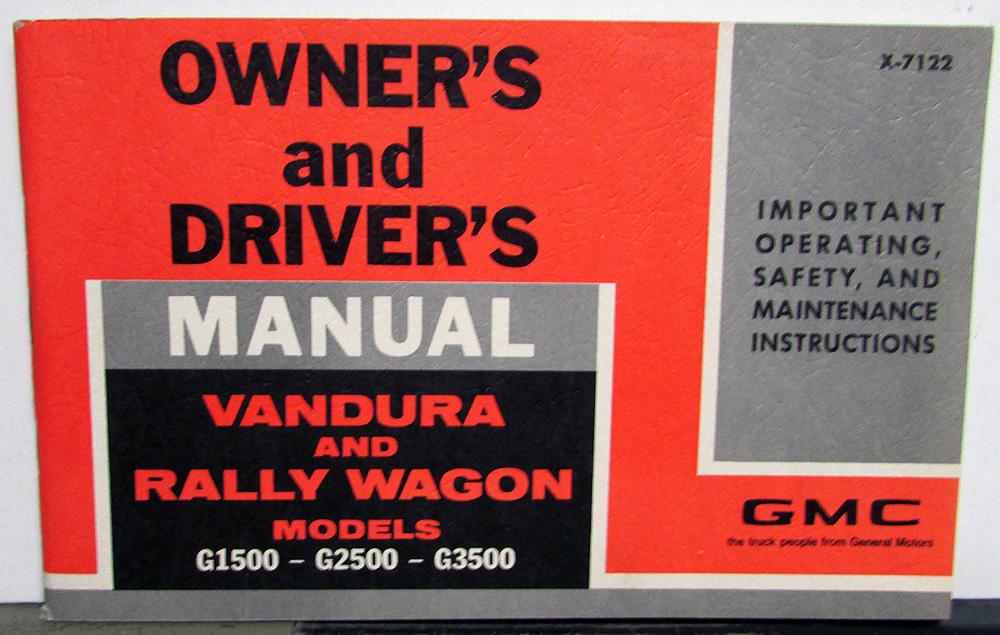 OWNER'S
and
DRIVER'S
MANUAL
VANDURA
AND
RALLY WAGON
MODELS
G1500 – G2500 – G3500
X-7122
IMPORTANT
OPERATING,
SAFETY, AND
MAINTENANCE
INSTRUCTIONS
GMC
the truck people from General Motors